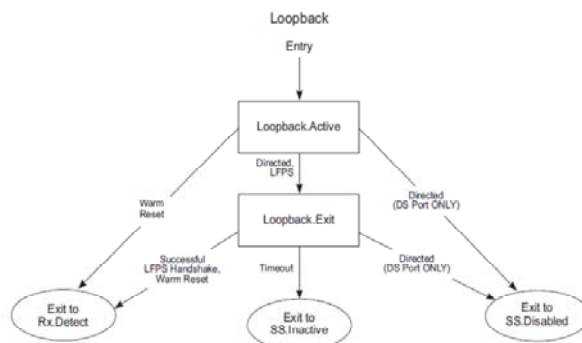 Loopback
Entry
Loopback.Active
Directed,
LFPS
Warm
Reset
Directed
(DS Port ONLY)
Loopback.Exit
Successful
LFPS Handshake,
Warm Reset
Timeout
Directed
(DS Port ONLY)
Exit to
Rx.Detect
Exit to
SS.Inactive
Exit to
SS.Disabled